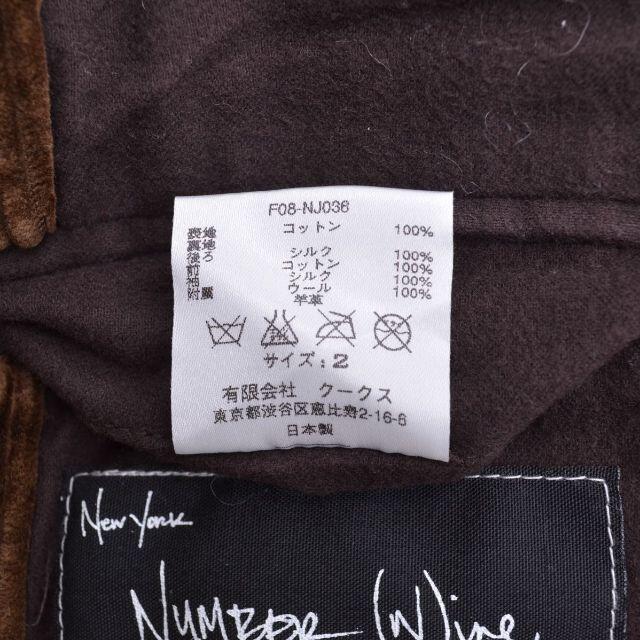 F08-NJ036
表地 コットン 100%
裏地
後ろ シルク 100%
前 コットン 100%
袖 シルク 100%
附属 ウール 100%
羊革
サイズ: 2
有限会社 クークス
東京都渋谷区恵比寿2-16-8
日本製
New York
NUMBER (N)ine